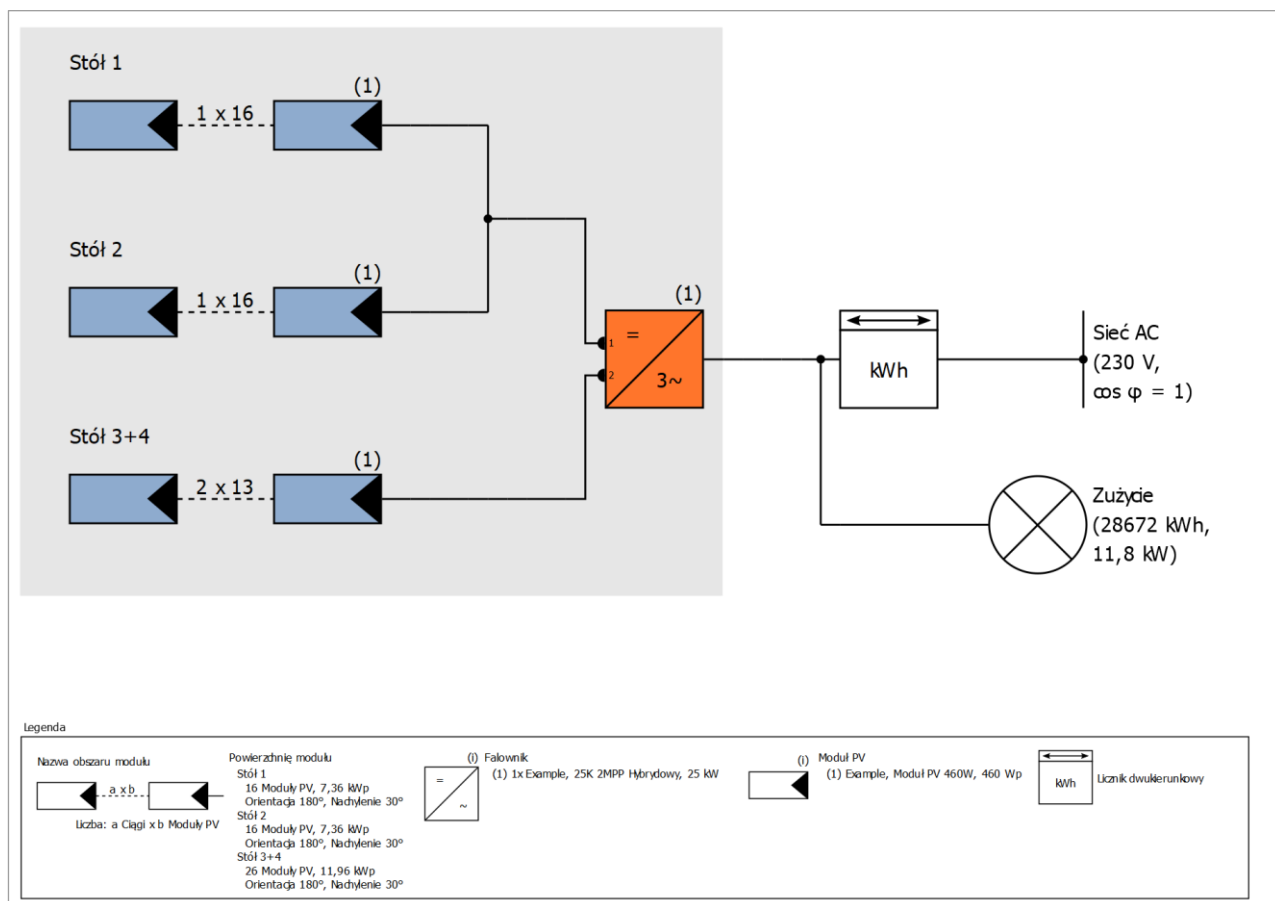 Stół 1
(1)
1 x 16
Stół 2
(1)
1 x 16
(1)
=
1
2
3~
kWh
Sieć AC
(230 V,
cos φ = 1)
Stół 3+4
(1)
2 x 13
Zużycie
(28672 kWh,
11,8 kW)
Legenda
Nazwa obszaru modułu
a x b
Liczba: a Ciągi x b Moduły PV
Powierzchnię modułu
Stół 1
16 Moduły PV, 7,36 kWp
Orientacja 180°, Nachylenie 30°
Stół 2
16 Moduły PV, 7,36 kWp
Orientacja 180°, Nachylenie 30°
Stół 3+4
26 Moduły PV, 11,96 kWp
Orientacja 180°, Nachylenie 30°
=
~
(i) Falownik
(1) 1x Example, 25K 2MPP Hybrydowy, 25 kW
(i) Moduł PV
(1) Example, Moduł PV 460W, 460 Wp
kWh
Licznik dwukierunkowy